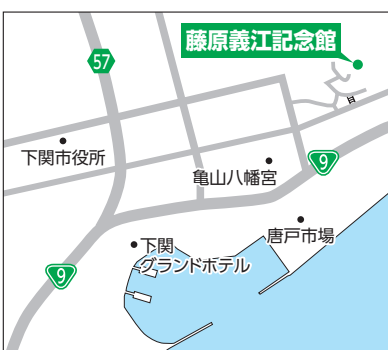 藤原義江記念館
57
下関市役所
亀山八幡宮
9
唐戸市場
下関
グランドホテル
9